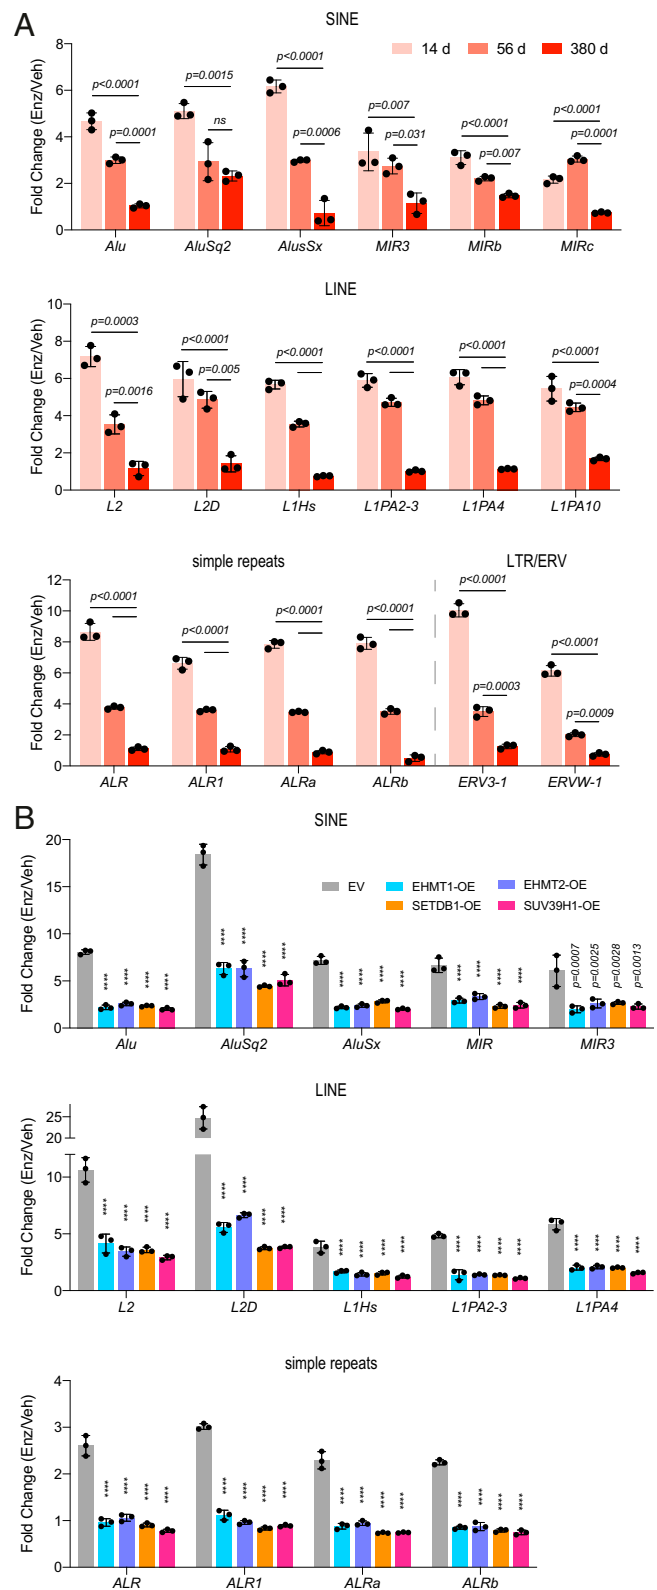 A
SINE
14 d 56 d 380 d
Fold Change (Enz/Veh)
8
6
4
2
0
p<0.0001
p=0.0001
p=0.0015
ns
p<0.0001
p=0.0006
p=0.007
p=0.031
p<0.0001
p=0.007
p<0.0001
p=0.0001
Alu AluSq2 AlusSx MIR3 MIRb MIRc
LINE
Fold Change (Enz/Veh)
10
8
6
4
2
0
p=0.0003
p=0.0016
p<0.0001
p=0.005
p<0.0001
p<0.0001
p<0.0001
p<0.0001
p=0.0004
L2 L2D L1Hs L1PA2-3 L1PA4 L1PA10
simple repeats LTR/ERV
Fold Change (Enz/Veh)
12
10
8
6
4
2
0
p<0.0001
p<0.0001
p<0.0001
p<0.0001
p<0.0001
p=0.0003
p<0.0001
p=0.0009
ALR ALR1 ALRa ALRb ERV3-1 ERVW-1
B
SINE
EV EHMT1-OE EHMT2-OE
SETDB1-OE SUV39H1-OE
Fold Change (Enz/Veh)
20
15
10
5
0
**** **** **** ****
**** **** **** ****
**** **** **** ****
**** **** **** ****
p=0.0007
p=0.0025
p=0.0028
p=0.0013
Alu AluSq2 AluSx MIR MIR3
LINE
Fold Change (Enz/Veh)
25
20
10
5
0
**** **** **** ****
**** **** **** ****
**** **** **** ****
**** **** **** ****
**** **** **** ****
L2 L2D L1Hs L1PA2-3 L1PA4
simple repeats
Fold Change (Enz/Veh)
4
3
2
1
0
**** **** **** ****
**** **** **** ****
**** **** **** ****
**** **** **** ****
ALR ALR1 ALRa ALRb